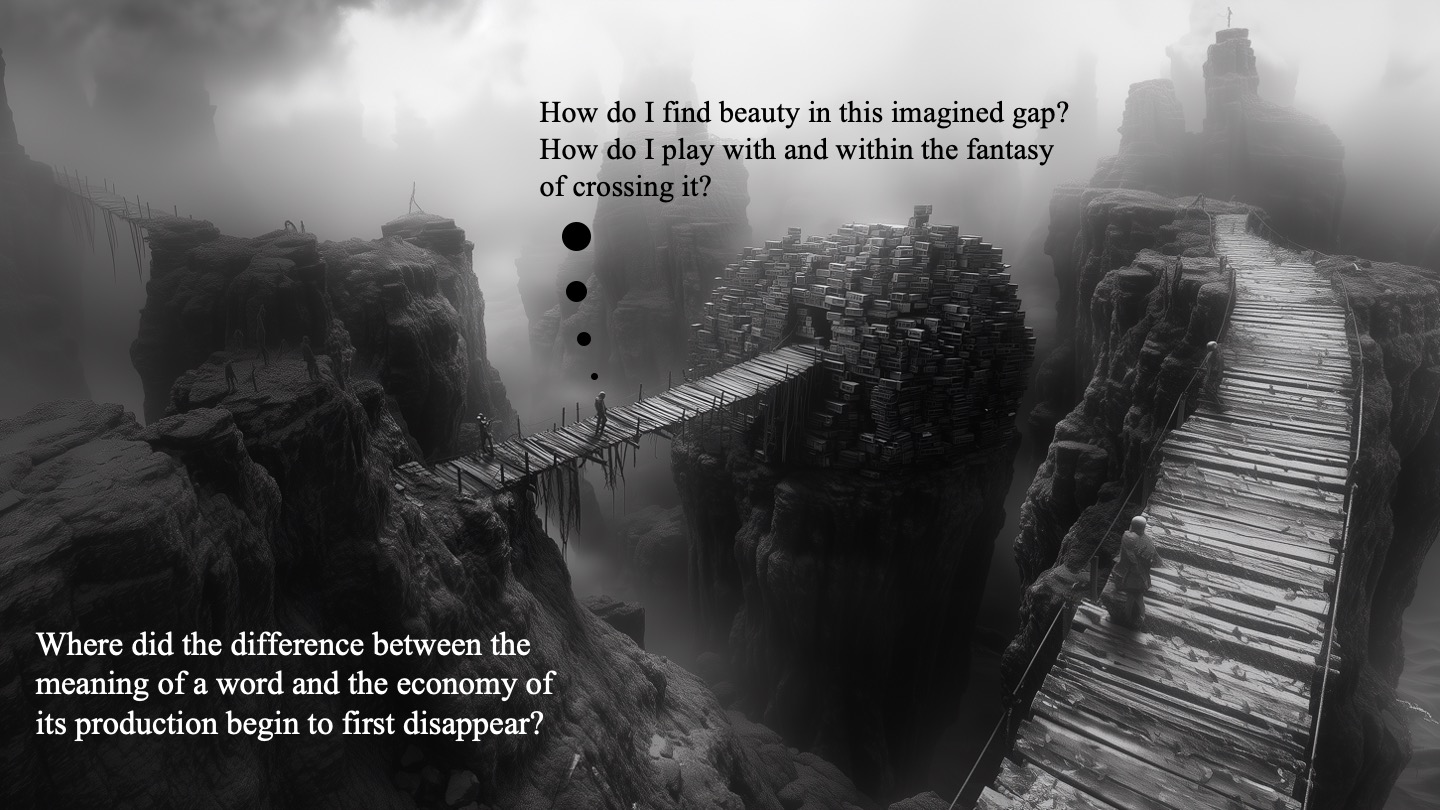 How do I find beauty in this imagined gap?
How do I play with and within the fantasy
of crossing it?
Where did the difference between the
meaning of a word and the economy of
its production begin to first disappear?